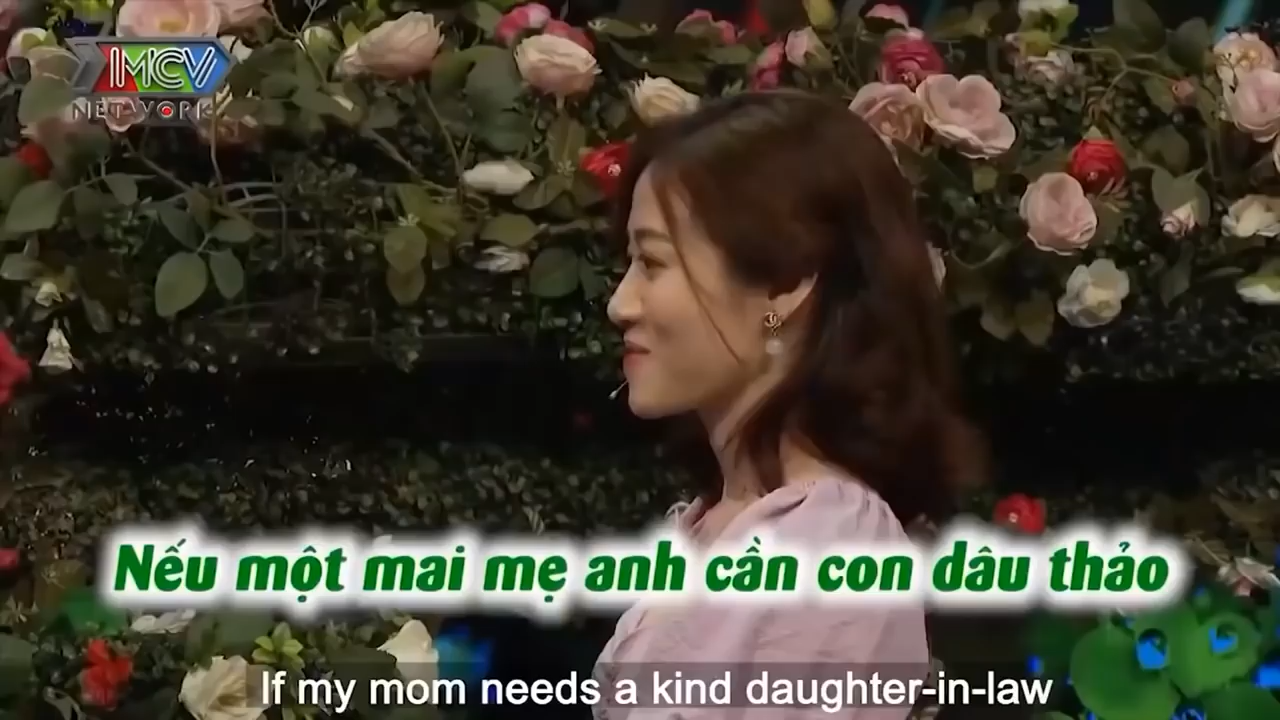 7 MCV
NETWORK
Nếu một mai mẹ anh cần con dâu thảo
If my mom needs a kind daughter-in-law